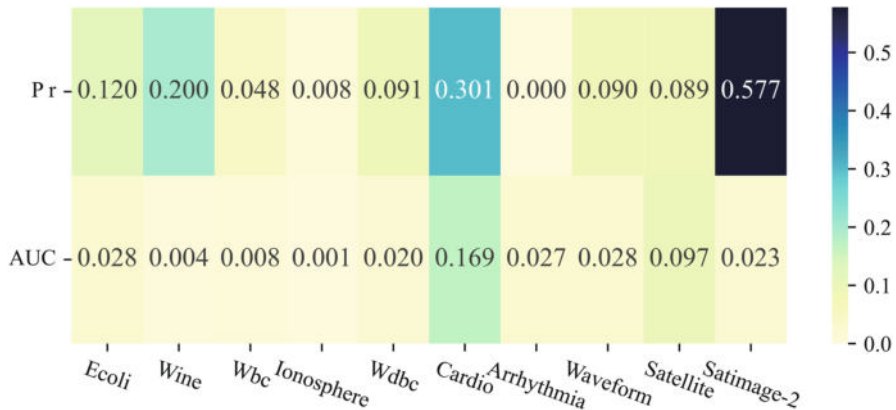 P r
0.120 0.200 0.048 0.008 0.091 0.301 0.000 0.090 0.089 0.577
AUC
0.028 0.004 0.008 0.001 0.020 0.169 0.027 0.028 0.097 0.023
Ecoli Wine Wbc Ionosphere Wdbc Cardio Arrhythmia Waveform Satellite Satimage-2
0.5
0.4
0.3
0.2
0.1
0.0